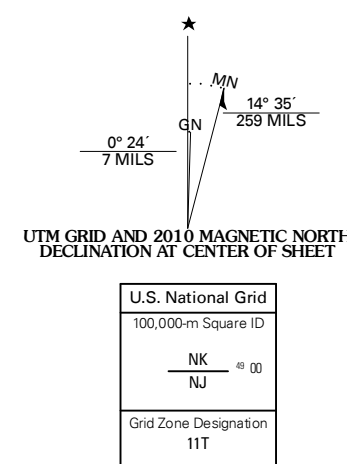 MN
GN
14° 35´
259 MILS
0° 24´
7 MILS
UTM GRID AND 2010 MAGNETIC NORTH
DECLINATION AT CENTER OF SHEET
U.S. National Grid
100,000-m Square ID
NK
49 00
NJ
Grid Zone Designation
11T